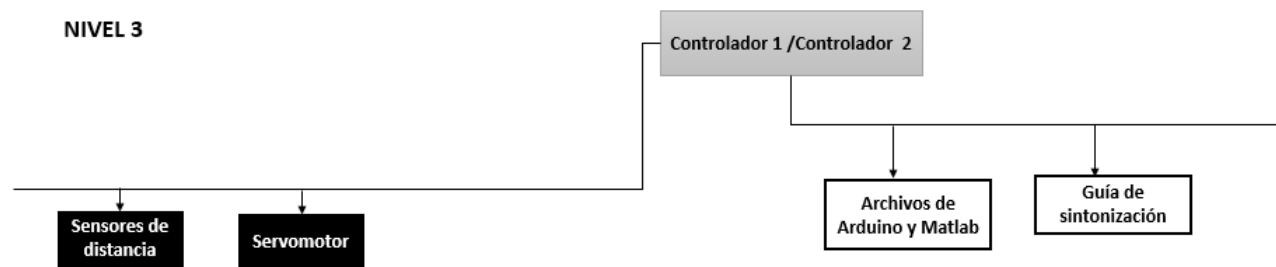 NIVEL 3
Controlador 1 /Controlador 2
Sensores de
distancia
Servomotor
Archivos de
Arduino y Matlab
Guía de
sintonización